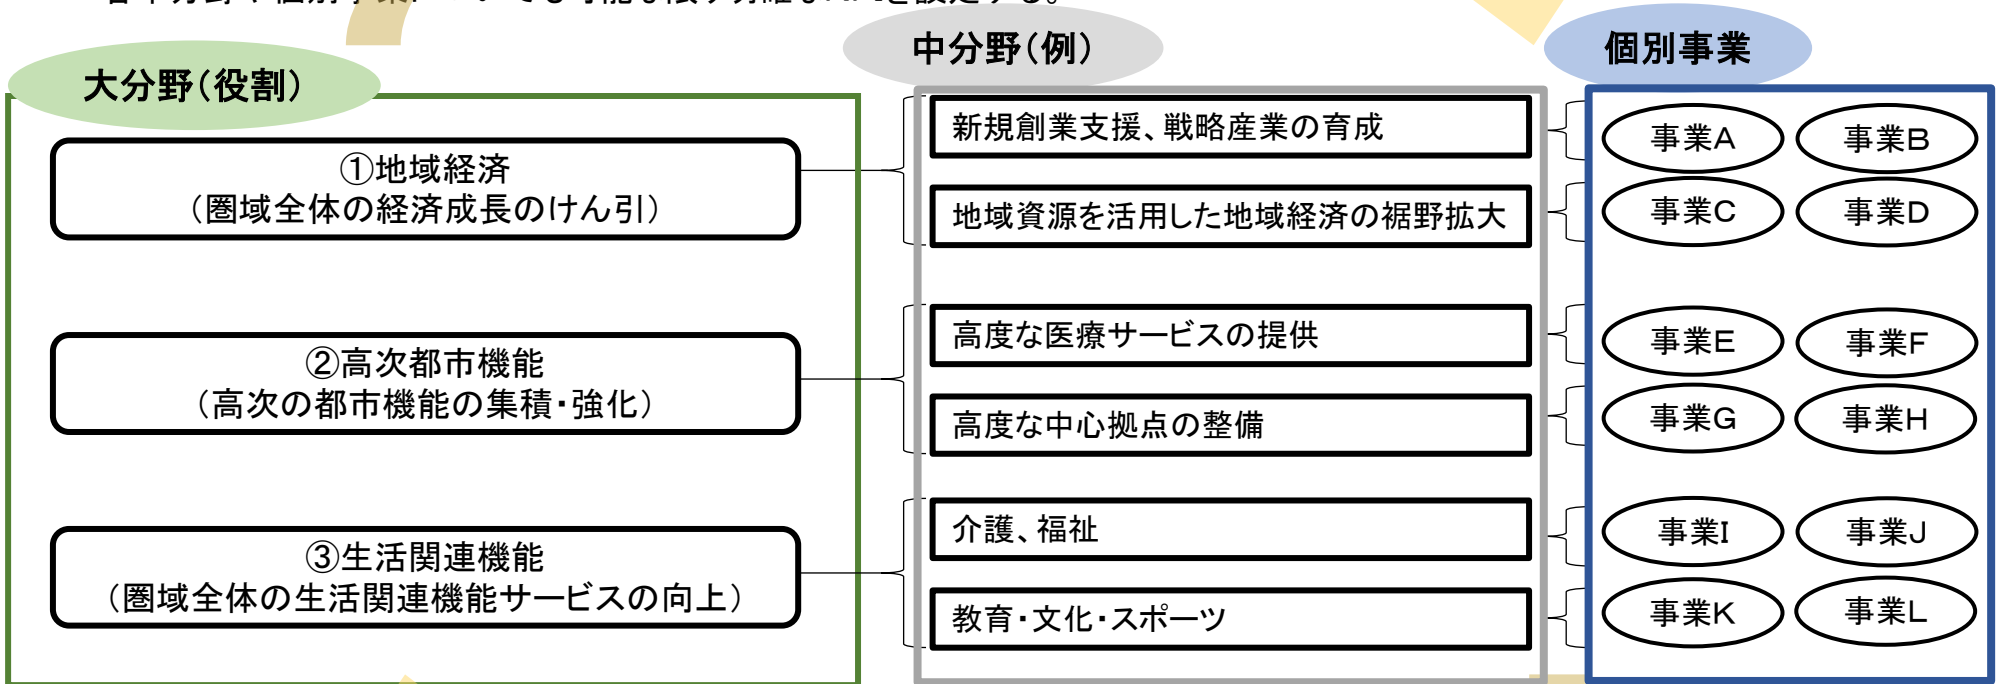 大分野（役割）
中分野（例）
個別事業
①地域経済
（圏域全体の経済成長のけん引）
新規創業支援、戦略産業の育成
地域資源を活用した地域経済の裾野拡大
事業A
事業B
事業C
事業D
②高次都市機能
（高次の都市機能の集積・強化）
高度な医療サービスの提供
高度な中心拠点の整備
事業E
事業F
事業G
事業H
③生活関連機能
（圏域全体の生活関連機能サービスの向上）
介護、福祉
教育・文化・スポーツ
事業I
事業J
事業K
事業L